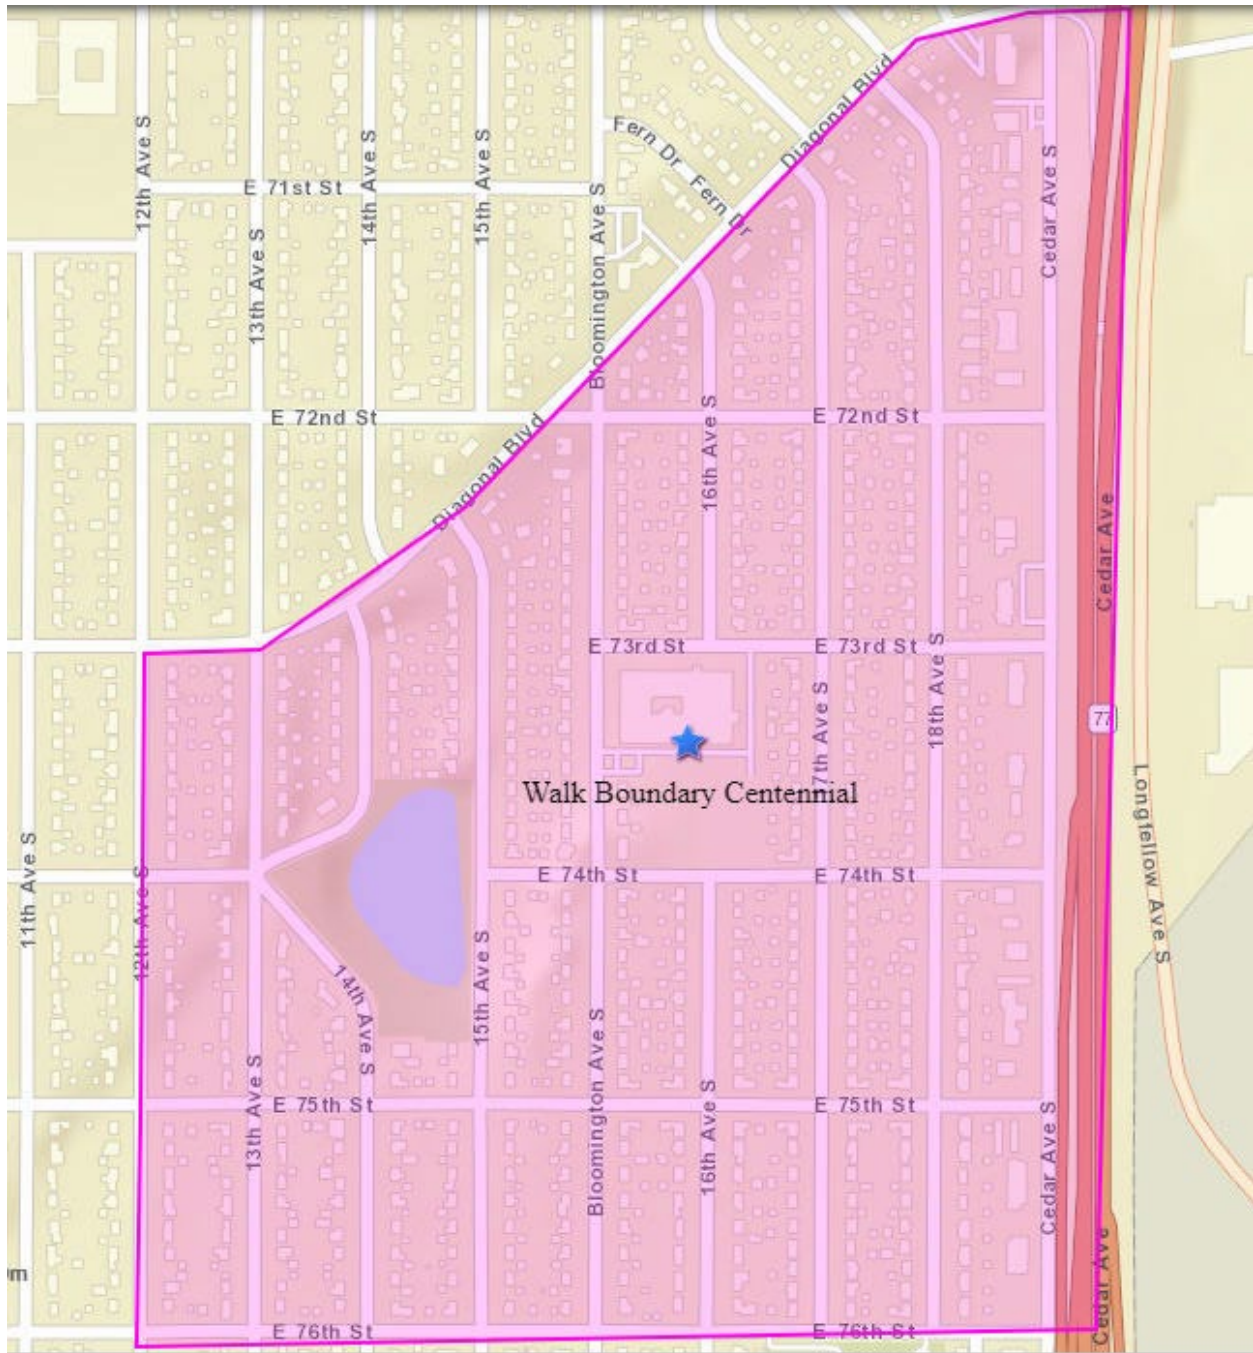 Diagonal Blvd
Fern Dr
Fern Dr
12th Ave S
14th Ave S
15th Ave S
E 71st St
Cedar Ave S
13th Ave S
Bloomington Ave S
E 72nd St
E 72nd St
16th Ave S
Diagonal Blvd
Cedar Ave
E 73rd St
E 73rd St
18th Ave S
7th Ave S
77
Walk Boundary Centennial
Longfellow Ave S
11th Ave S
12th Ave S
E 74th St
E 74th St
14th Ave S
15th Ave S
Bloomington Ave S
13th Ave S
E 75th St
E 75th St
16th Ave S
Cedar Ave S
Cedar Ave
E 76th St
E 76th St